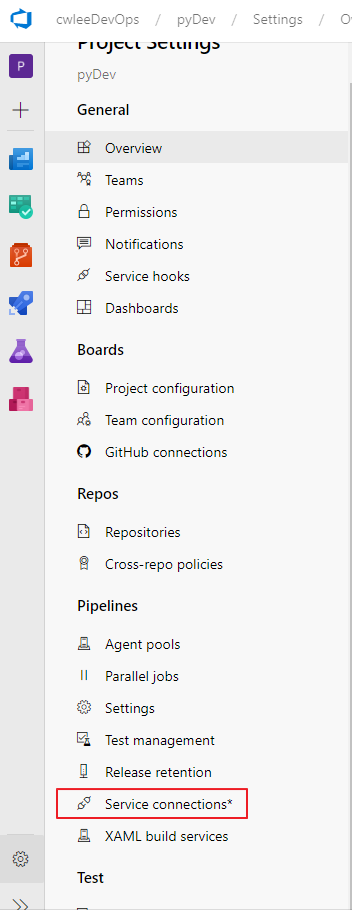 cwleeDevOps / pyDev / Settings /
Project Settings
P
pyDev
General
Overview
Teams
Permissions
Notifications
Service hooks
Dashboards
Boards
Project configuration
Team configuration
GitHub connections
Repos
Repositories
Cross-repo policies
Pipelines
Agent pools
Parallel jobs
Settings
Test management
Release retention
Service connections*
XAML build services
Test